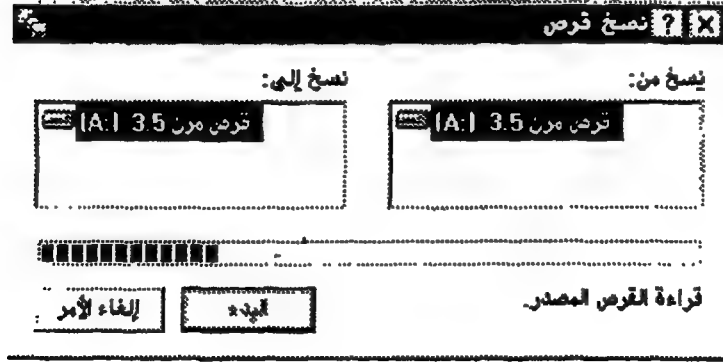 نسخ قرص
نسخ من:
نسخ إلى:
قرص مرن 3.5 (A:)
قرص مرن 3.5 (A:)
قراءة القرص المصدر.
البدء
إلغاء الأمر